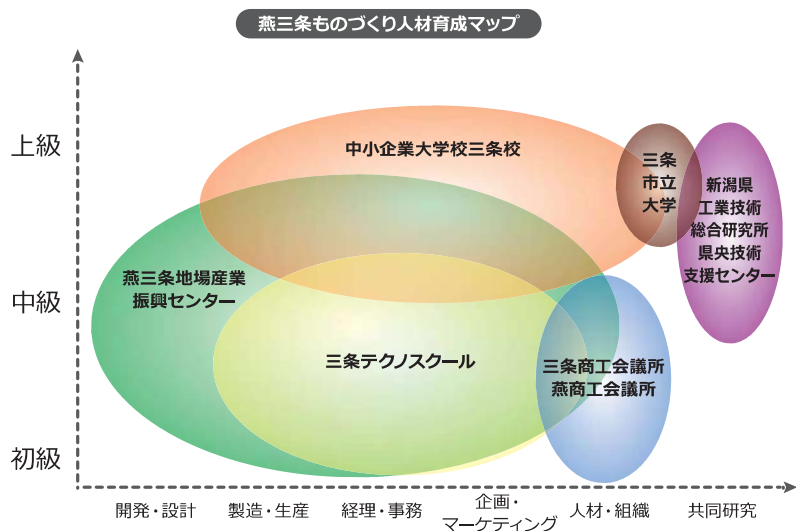 燕三条ものづくり人材育成マップ
上級
中級
初級
中小企業大学校三条校
三条
市立
大学
新潟県
工業技術
総合研究所
県央技術
支援センター
燕三条地場産業
振興センター
三条テクノスクール
三条商工会議所
燕商工会議所
開発・設計
製造・生産
経理・事務
企画・
マーケティング
人材・組織
共同研究